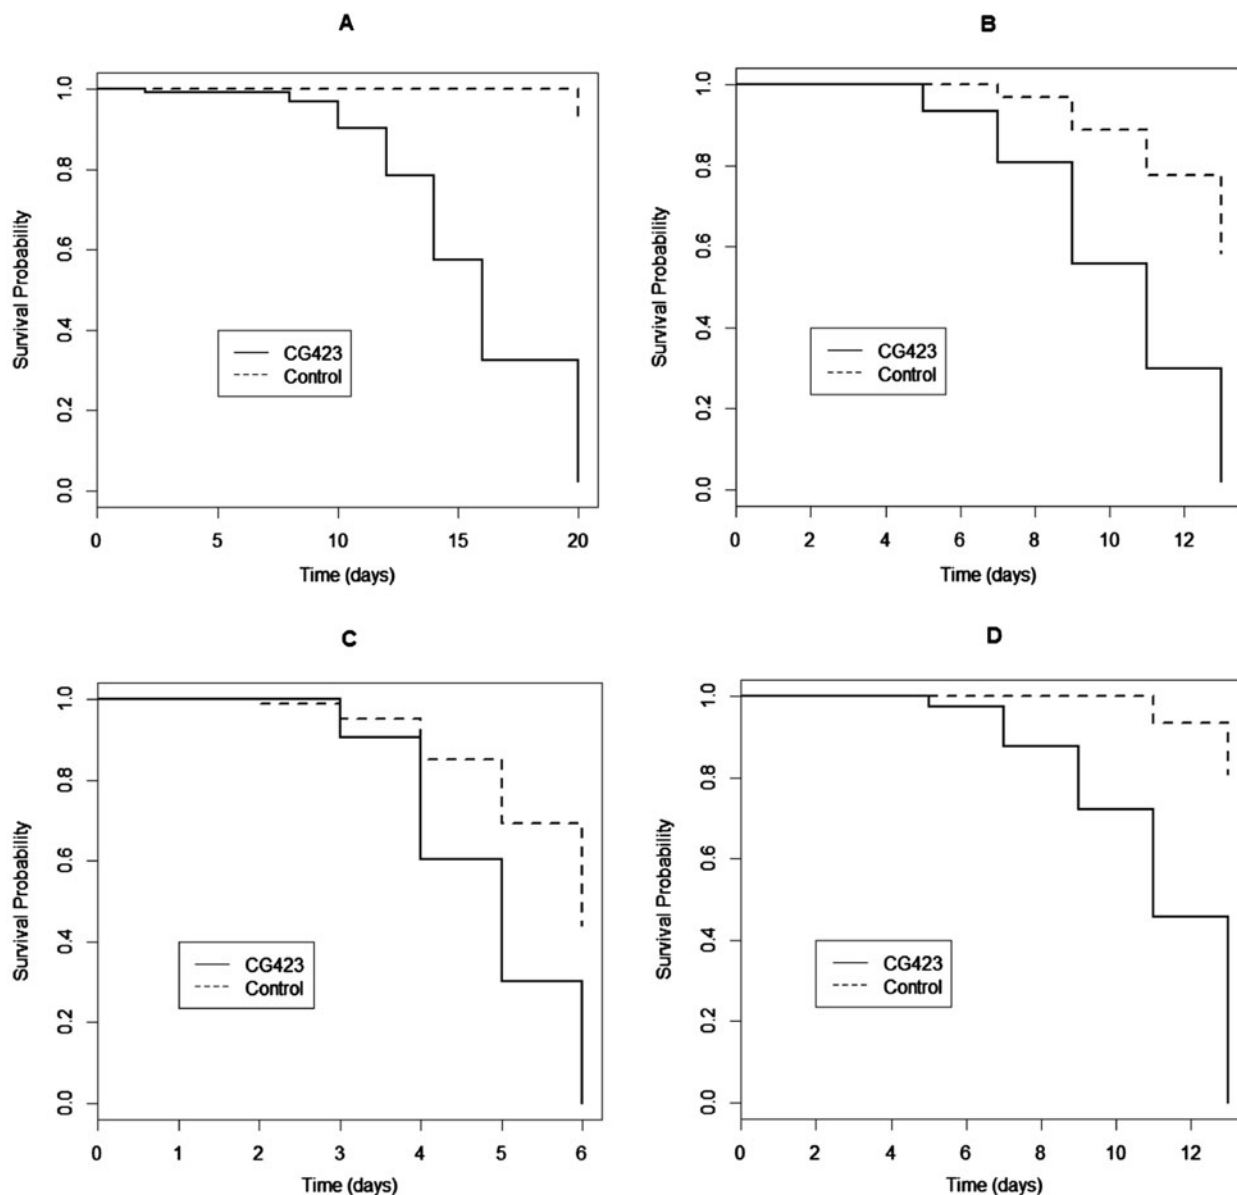 A
Survival Probability
1.0
0.8
0.6
0.4
0.2
0.0
CG423
Control
0 5 10 15 20
Time (days)
B
Survival Probability
1.0
0.8
0.6
0.4
0.2
0.0
CG423
Control
0 2 4 6 8 10 12
Time (days)
C
Survival Probability
1.0
0.8
0.6
0.4
0.2
0.0
CG423
Control
0 1 2 3 4 5 6
Time (days)
D
Survival Probability
1.0
0.8
0.6
0.4
0.2
0.0
CG423
Control
0 2 4 6 8 10 12
Time (days)